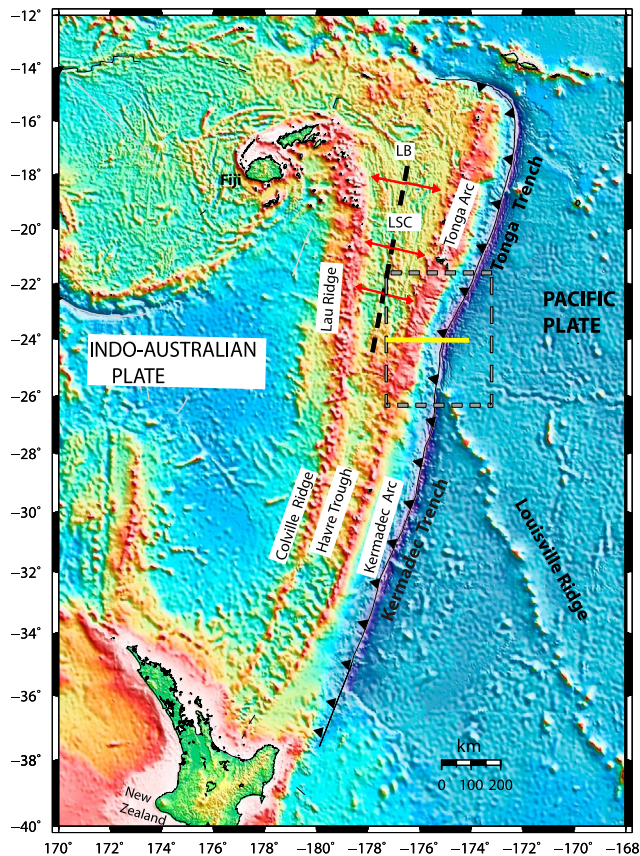 −12°
−14°
−16°
−18°
−20°
−22°
−24°
−26°
−28°
−30°
−32°
−34°
−36°
−38°
−40°
170°
172°
174°
176°
178°
−180°
−178°
−176°
−174°
−172°
−170°
−168°
Fiji
LB
LSC
Tonga Arc
Tonga Trench
Lau Ridge
PACIFIC
PLATE
INDO-AUSTRALIAN
PLATE
Colville Ridge
Havre Trough
Kermadec Arc
Kermadec Trench
Louisville Ridge
km
0 100 200
New
Zealand